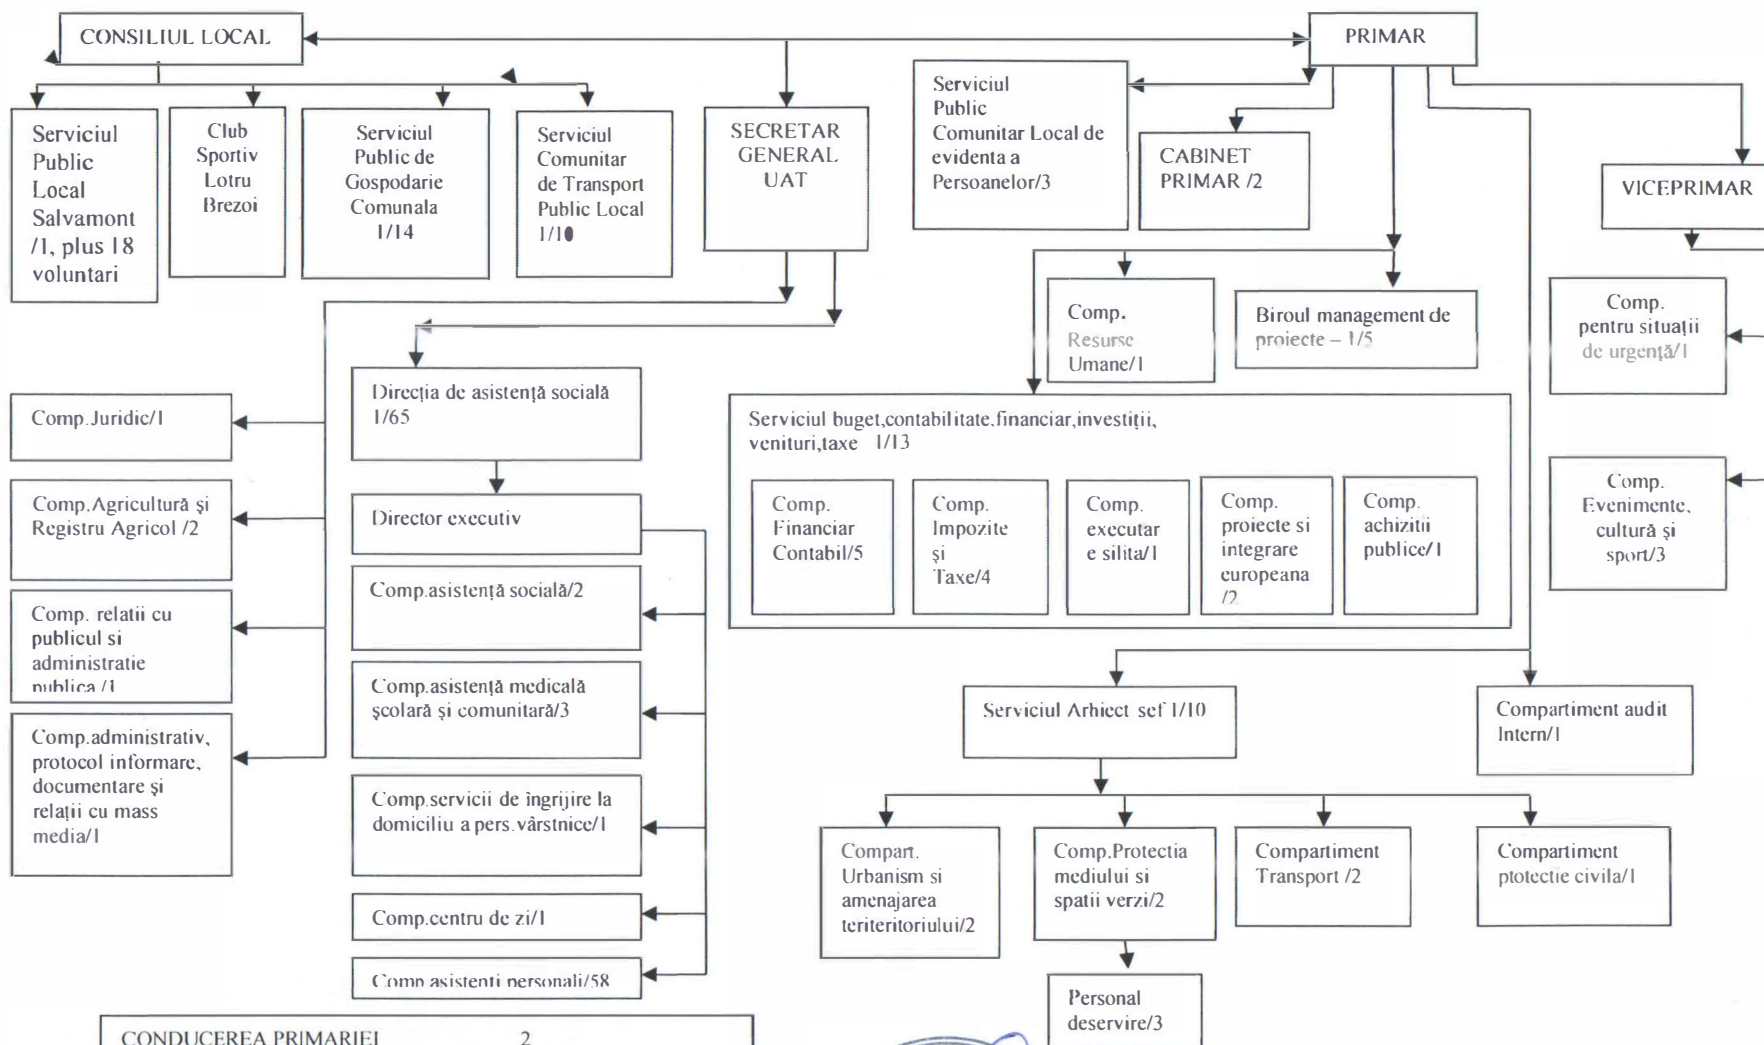 CONSILIUL LOCAL
PRIMAR
Serviciul
Public
Local
Salvamont
/1, plus 18
voluntari
Club
Sportiv
Lotru
Brezoi
Serviciul
Public de
Gospodarie
Comunala
1/14
Serviciul
Comunitar
de Transport
Public Local
1/10
SECRETAR
GENERAL
UAT
Serviciul
Public
Comunitar Local de
evidenta a
Persoanelor/3
CABINET
PRIMAR /2
VICEPRIMAR
Comp.
Resurse
Umane/1
Biroul management de
proiecte – 1/5
Comp.
pentru situații
de urgență/1
Comp.Juridic/1
Comp.Agricultură și
Registru Agricol /2
Comp. relatii cu
publicul si
administratie
publica /1
Comp.administrativ,
protocol informare,
documentare și
relații cu mass
media/1
Direcția de asistență socială
1/65
Director executiv
Comp.asistență socială/2
Comp.asistență medicală
școlară și comunitară/3
Comp.servicii de îngrijire la
domiciliu a pers.vârstnice/1
Comp.centru de zi/1
Comp.asistenti personali/58
Serviciul buget,contabilitate,financiar,investiții,
venituri,taxe 1/13
Comp.
Financiar
Contabil/5
Comp.
Impozite
și
Taxe/4
Comp.
executar
e silita/1
Comp.
proiecte si
integrare
europeana
/2
Comp.
achizitii
publice/1
Comp.
Evenimente,
cultură și
sport/3
Serviciul Arhiect sef 1/10
Compartiment audit
Intern/1
Compart.
Urbanism si
amenajarea
teriteritoriului/2
Comp.Protectia
mediului si
spatii verzi/2
Compartiment
Transport /2
Compartiment
ptotectie civila/1
Personal
deservire/3
CONDUCEREA PRIMARIEI 2